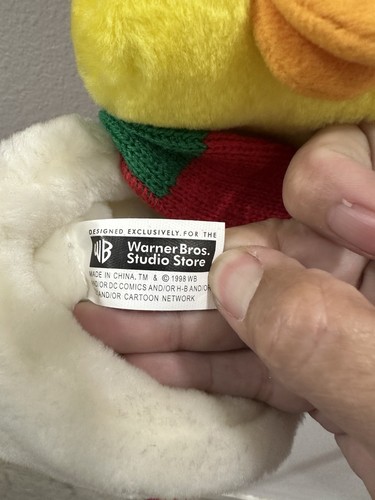 DESIGNED EXCLUSIVELY FOR THE
WB Warner Bros.
Studio Store
MADE IN CHINA, TM & © 1998 WB
AND/OR DC COMICS AND/OR H-B AND/OR
AND/OR CARTOON NETWORK